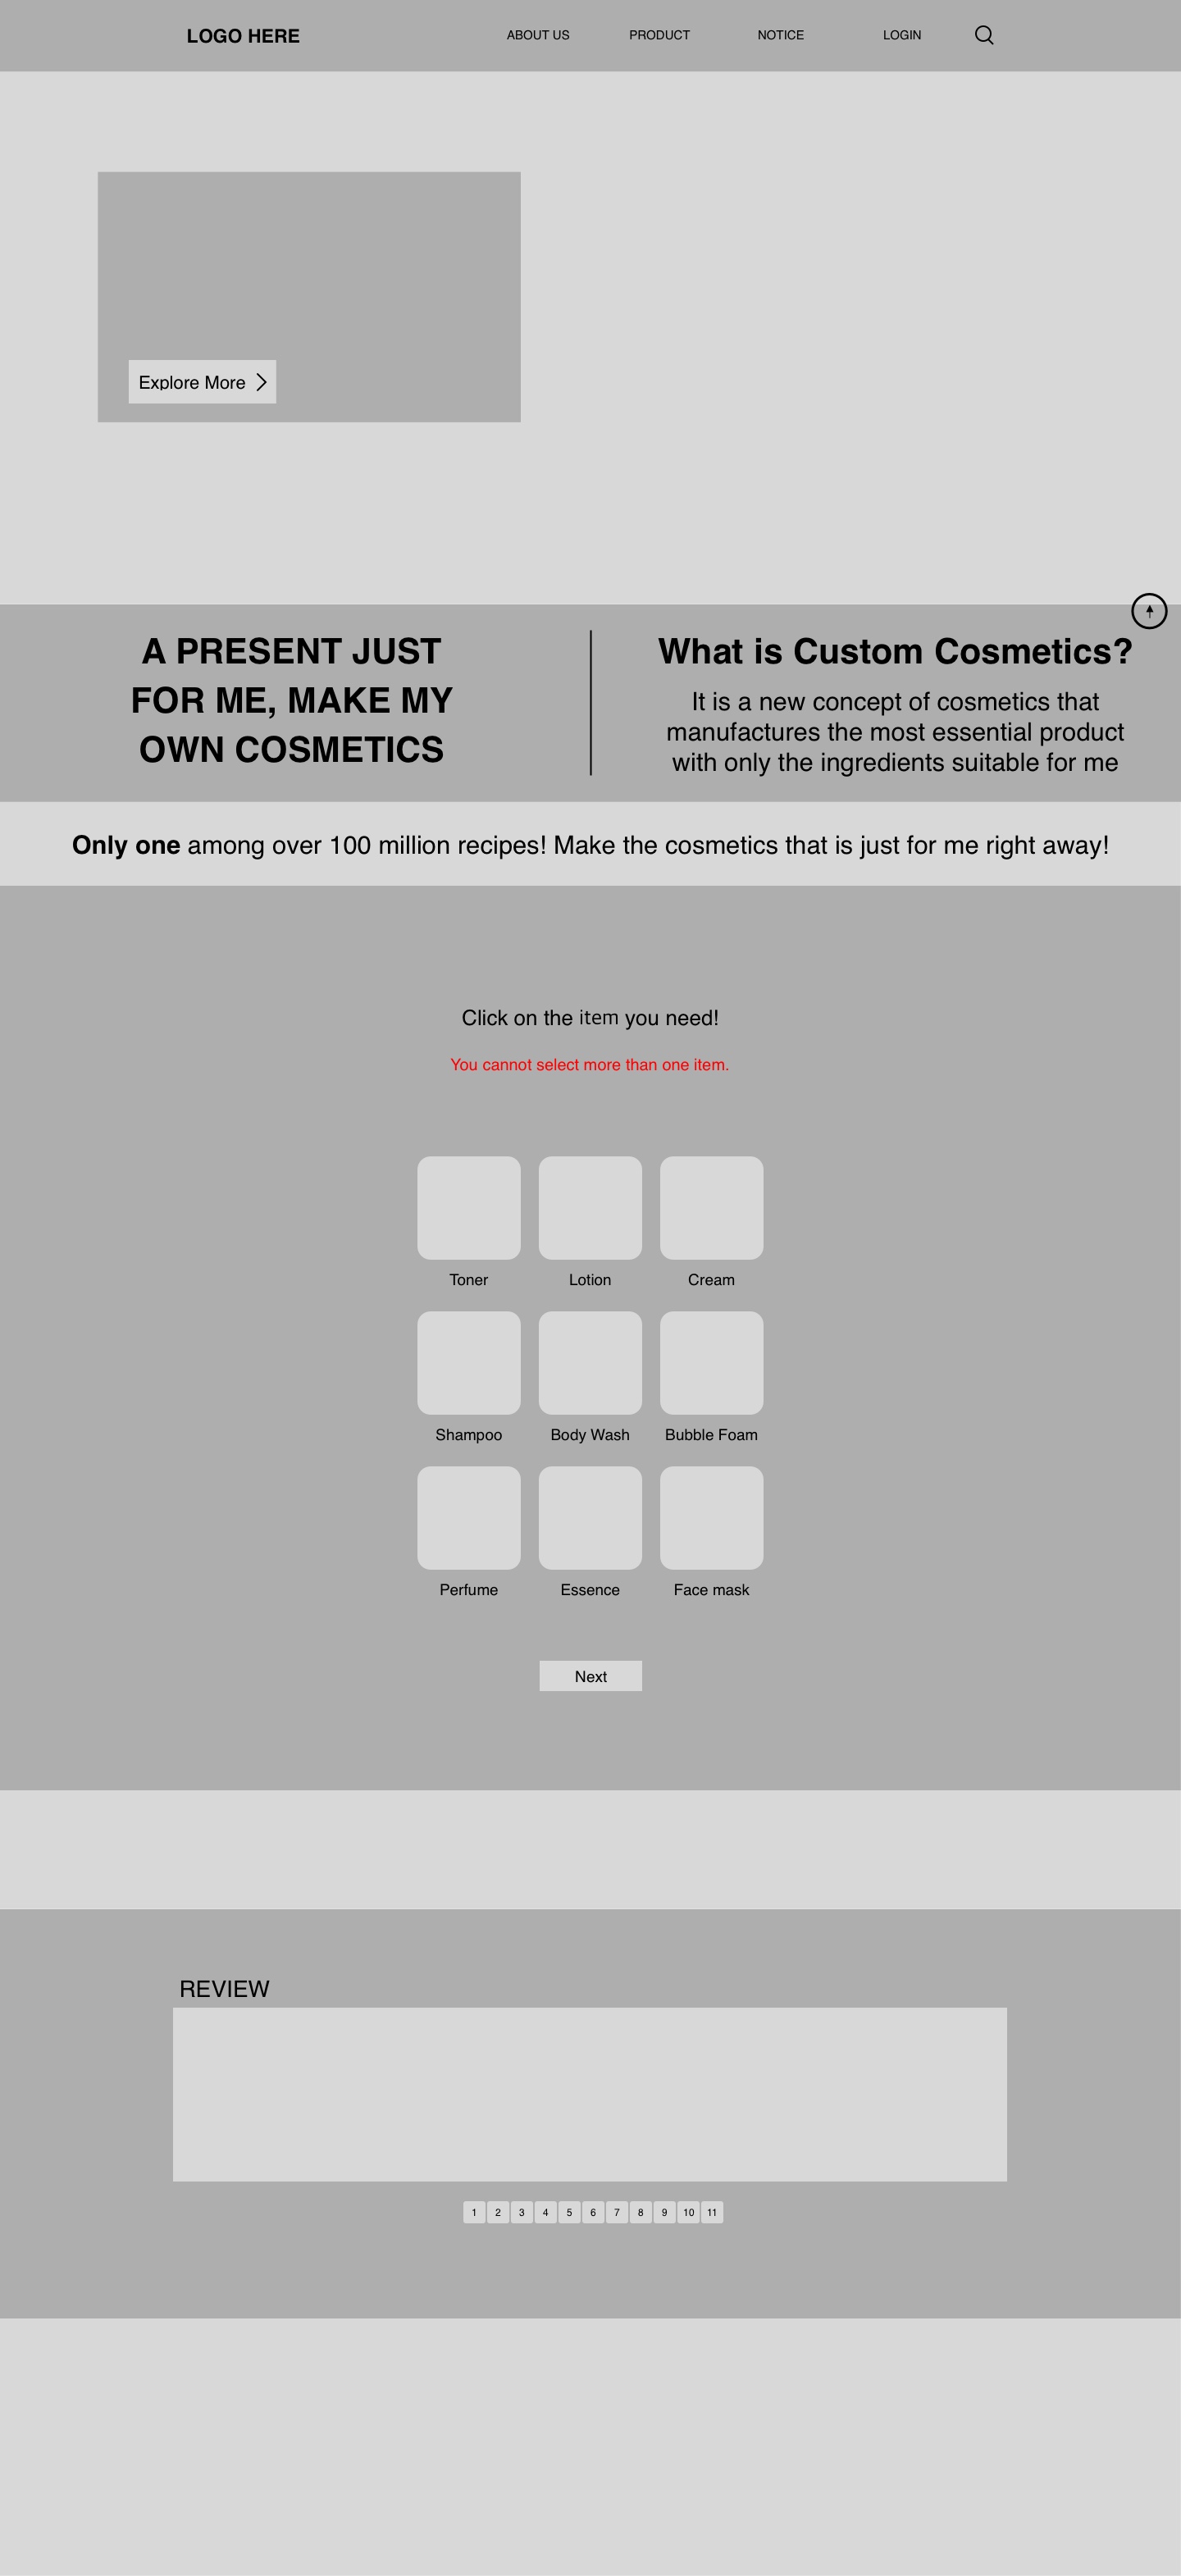 LOGO HERE
ABOUT US
PRODUCT
NOTICE
LOGIN
Explore More
A PRESENT JUST
FOR ME, MAKE MY
OWN COSMETICS
What is Custom Cosmetics?
It is a new concept of cosmetics that
manufactures the most essential product
with only the ingredients suitable for me
Only one among over 100 million recipes! Make the cosmetics that is just for me right away!
Click on the item you need!
You cannot select more than one item.
Toner
Lotion
Cream
Shampoo
Body Wash
Bubble Foam
Perfume
Essence
Face mask
Next
REVIEW
1 2 3 4 5 6 7 8 9 10 11